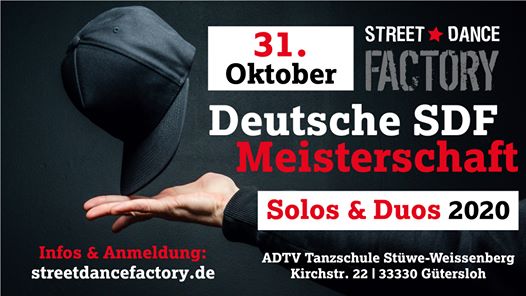 31.
Oktober
STREET ★ DANCE
FACTORY
Deutsche SDF
Meisterschaft
Solos & Duos 2020
Infos & Anmeldung:
streetdancefactory.de
ADTV Tanzschule Stüwe-Weissenberg
Kirchstr. 22 | 33330 Gütersloh